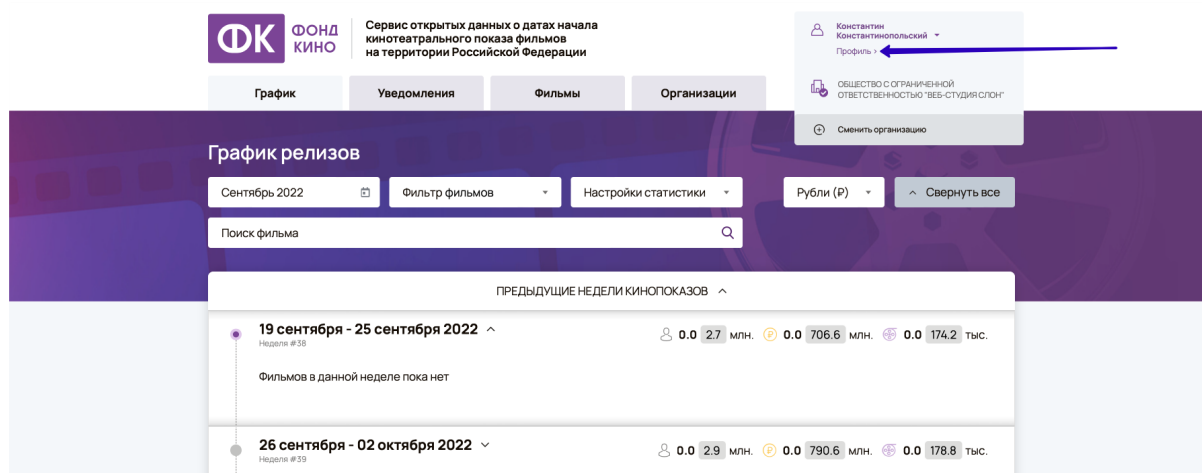 ФК
ФОНД
КИНО
Сервис открытых данных о датах начала
кинотеатрального показа фильмов
на территории Российской Федерации
Константин
Константинопольский
Профиль >
ОБЩЕСТВО С ОГРАНИЧЕННОЙ
ОТВЕТСТВЕННОСТЬЮ "ВЕБ-СТУДИЯ СЛОН"
Сменить организацию
График
Уведомления
Фильмы
Организации
График релизов
Сентябрь 2022
Фильтр фильмов
Настройки статистики
Рубли (₽)
Свернуть все
Поиск фильма
ПРЕДЫДУЩИЕ НЕДЕЛИ КИНОПОКАЗОВ
19 сентября - 25 сентября 2022
0.0 2.7 млн. ₽ 0.0 706.6 млн. 0.0 174.2 тыс.
Неделя #38
Фильмов в данной неделе пока нет
26 сентября - 02 октября 2022
0.0 2.9 млн. ₽ 0.0 790.6 млн. 0.0 178.8 тыс.
Неделя #39